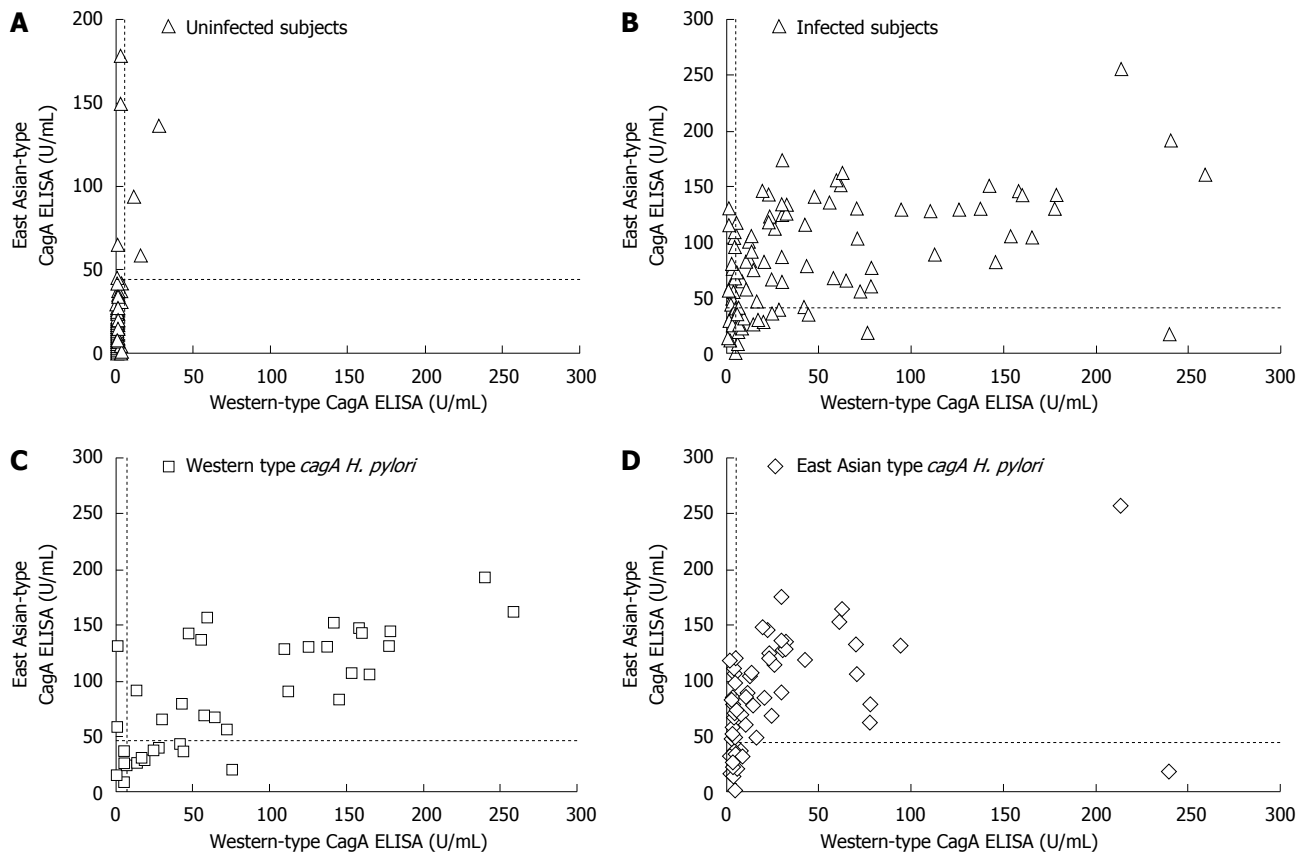 A
Uninfected subjects
200
150
100
50
0
East Asian-type
CagA ELISA (U/mL)
0 50 100 150 200 250 300
Western-type CagA ELISA (U/mL)
B
Infected subjects
300
250
200
150
100
50
0
East Asian-type
CagA ELISA (U/mL)
0 50 100 150 200 250 300
Western-type CagA ELISA (U/mL)
C
Western type cagA H. pylori
300
250
200
150
100
50
0
East Asian-type
CagA ELISA (U/mL)
0 50 100 150 200 250 300
Western-type CagA ELISA (U/mL)
D
East Asian type cagA H. pylori
300
250
200
150
100
50
0
East Asian-type
CagA ELISA (U/mL)
0 50 100 150 200 250 300
Western-type CagA ELISA (U/mL)